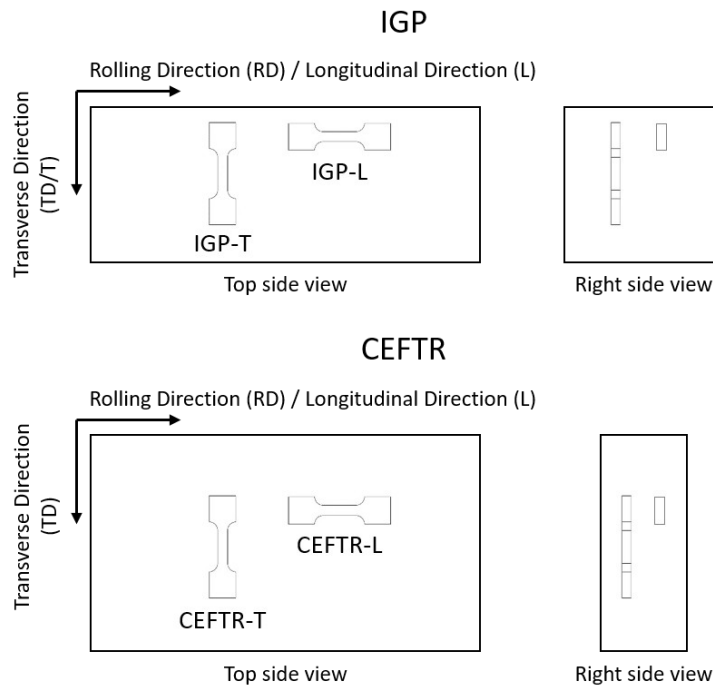 IGP
Rolling Direction (RD) / Longitudinal Direction (L)
Transverse Direction
(TD/T)
IGP-L
IGP-T
Top side view
Right side view
CEFTR
Rolling Direction (RD) / Longitudinal Direction (L)
Transverse Direction
(TD)
CEFTR-L
CEFTR-T
Top side view
Right side view